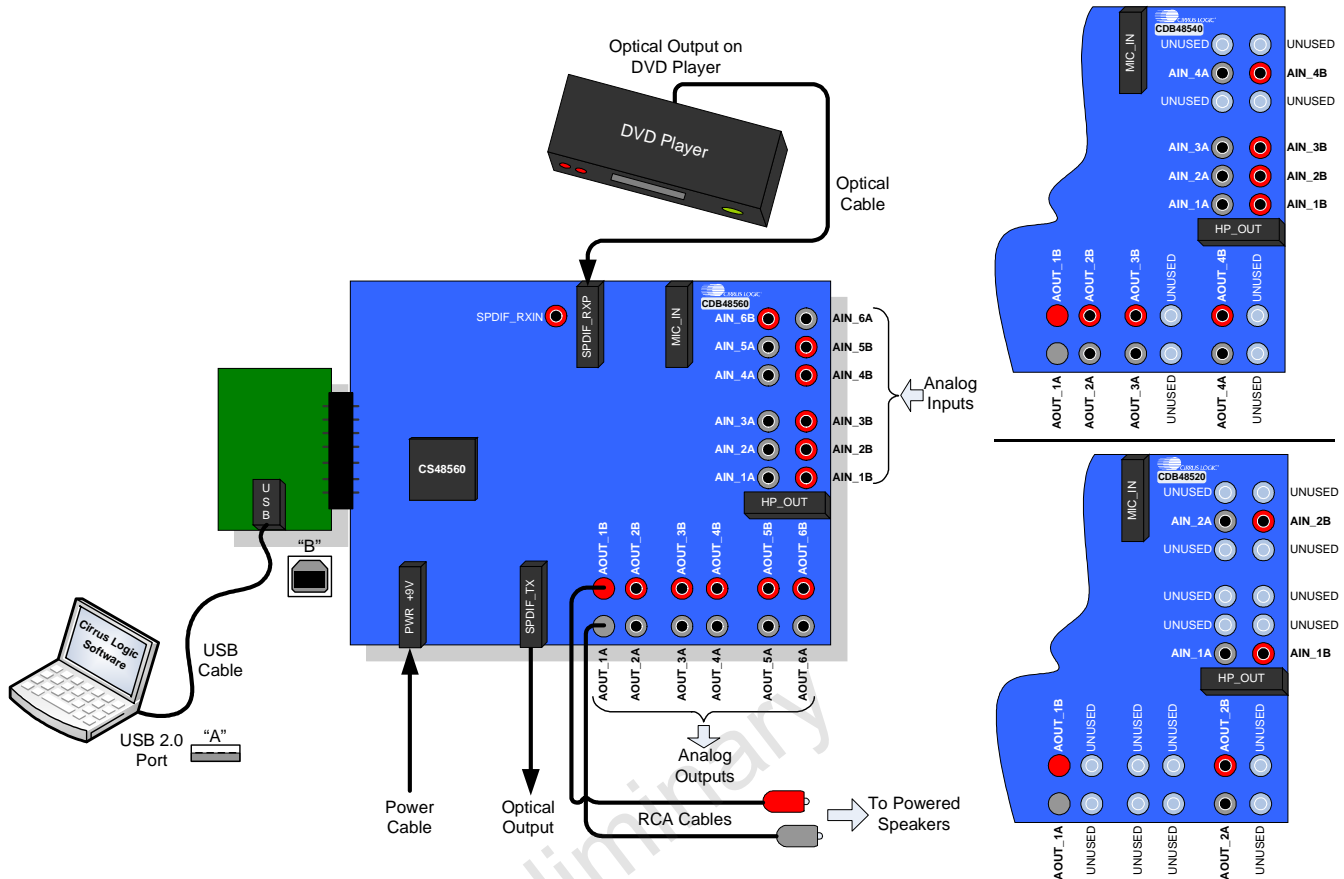 Optical Output on
DVD Player
DVD Player
Optical
Cable
SPDIF_RXIN
SPDIF_RXP
MIC_IN
CIRRUS LOGIC
CDB48560
AIN_6B
AIN_6A
AIN_5A
AIN_5B
AIN_4A
AIN_4B
AIN_3A
AIN_3B
AIN_2A
AIN_2B
AIN_1A
AIN_1B
Analog
Inputs
HP_OUT
CS48560
USB
"B"
Cirrus Logic
Software
USB
Cable
USB 2.0
Port
"A"
PWR +9V
SPDIF_TX
AOUT_1B
AOUT_2B
AOUT_3B
AOUT_4B
AOUT_5B
AOUT_6B
AOUT_1A
AOUT_2A
AOUT_3A
AOUT_4A
AOUT_5A
AOUT_6A
Analog
Outputs
Power
Cable
Optical
Output
RCA Cables
To Powered
Speakers
CIRRUS LOGIC
CDB48540
MIC_IN
UNUSED
UNUSED
AIN_4A
AIN_4B
UNUSED
UNUSED
AIN_3A
AIN_3B
AIN_2A
AIN_2B
AIN_1A
AIN_1B
HP_OUT
AOUT_1B
AOUT_2B
AOUT_3B
UNUSED
AOUT_4B
UNUSED
AOUT_1A
AOUT_2A
AOUT_3A
UNUSED
AOUT_4A
UNUSED
CIRRUS LOGIC
CDB48520
MIC_IN
UNUSED
UNUSED
AIN_2A
AIN_2B
UNUSED
UNUSED
UNUSED
UNUSED
UNUSED
UNUSED
AIN_1A
AIN_1B
HP_OUT
AOUT_1B
UNUSED
UNUSED
UNUSED
AOUT_2B
UNUSED
AOUT_1A
UNUSED
UNUSED
UNUSED
AOUT_2A
UNUSED